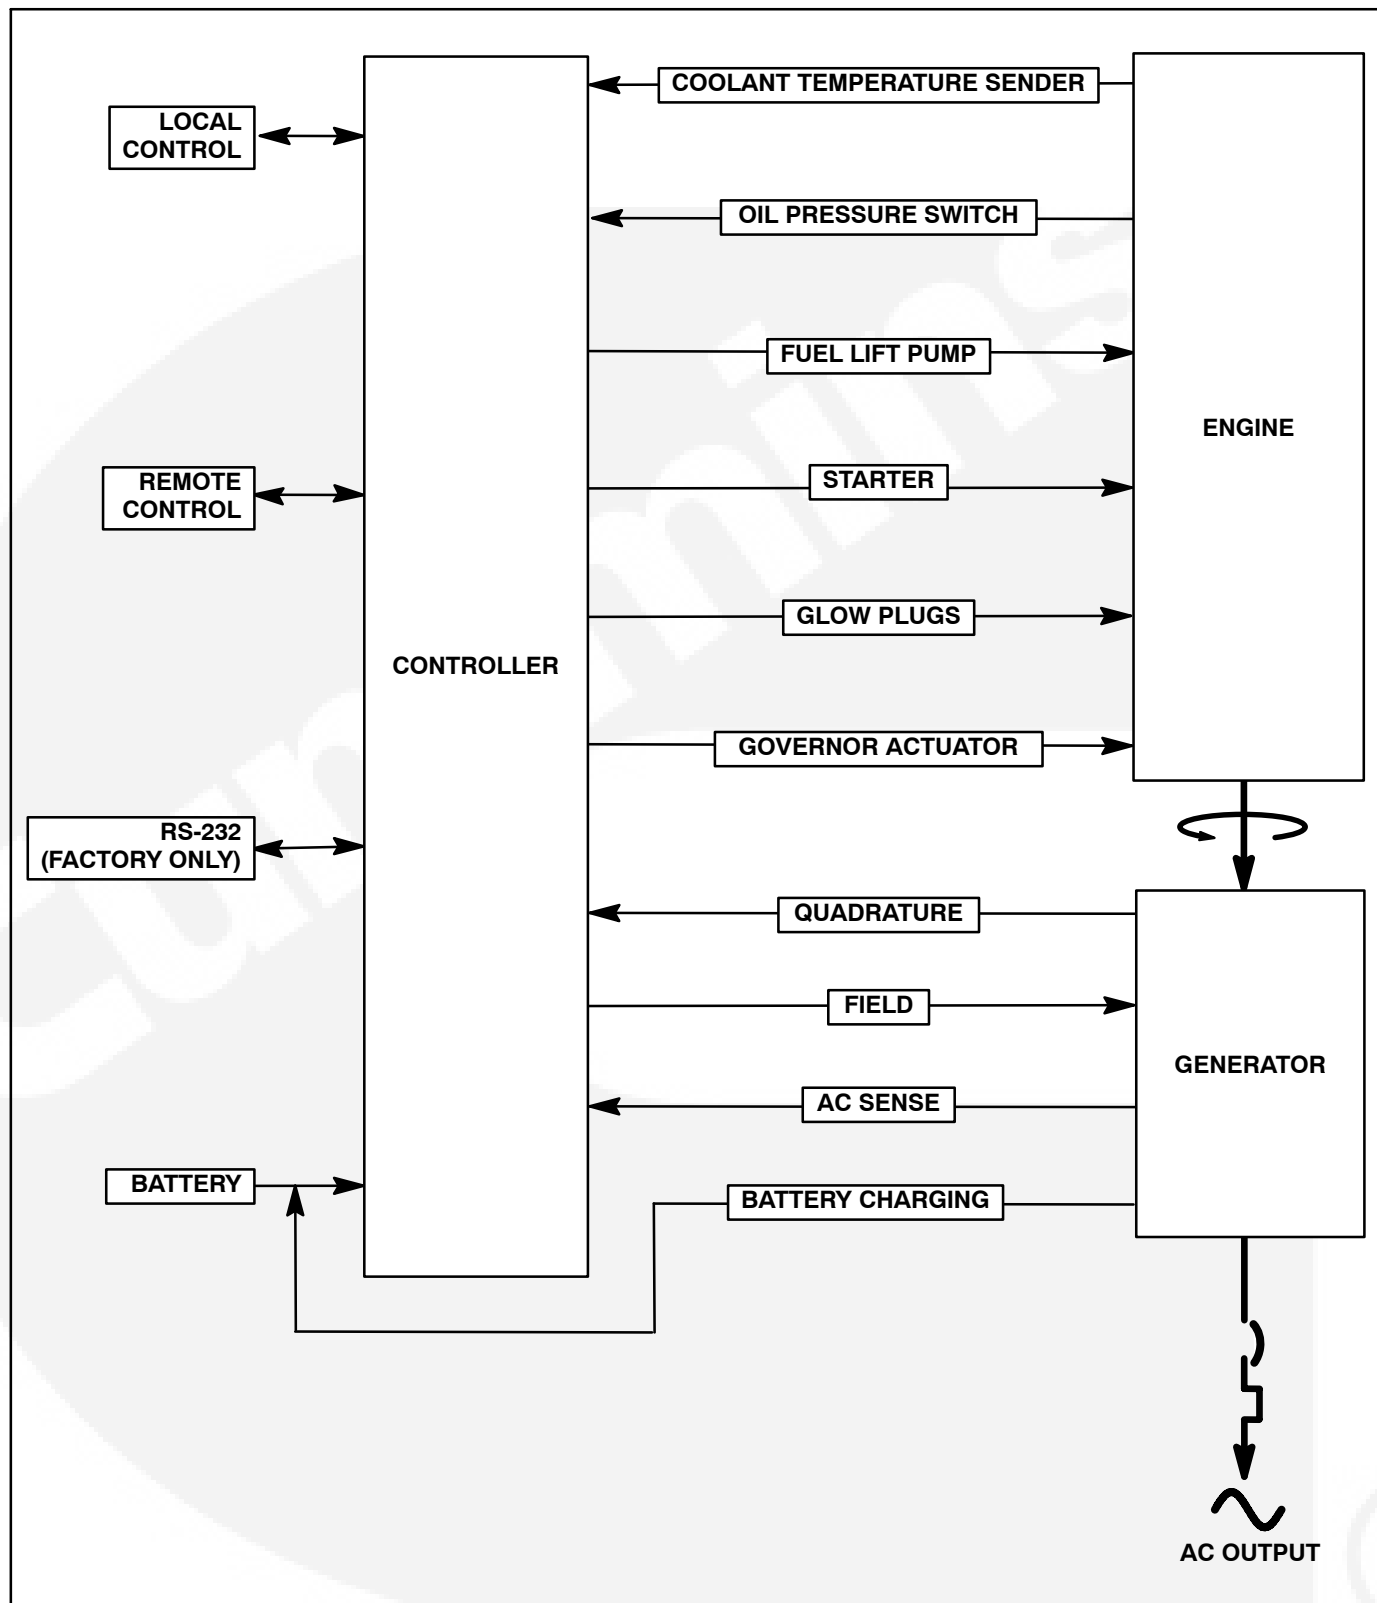 COOLANT TEMPERATURE SENDER
LOCAL
CONTROL
OIL PRESSURE SWITCH
FUEL LIFT PUMP
ENGINE
REMOTE
CONTROL
STARTER
GLOW PLUGS
CONTROLLER
GOVERNOR ACTUATOR
RS-232
(FACTORY ONLY)
QUADRATURE
FIELD
GENERATOR
AC SENSE
BATTERY
BATTERY CHARGING
AC OUTPUT
Cummins